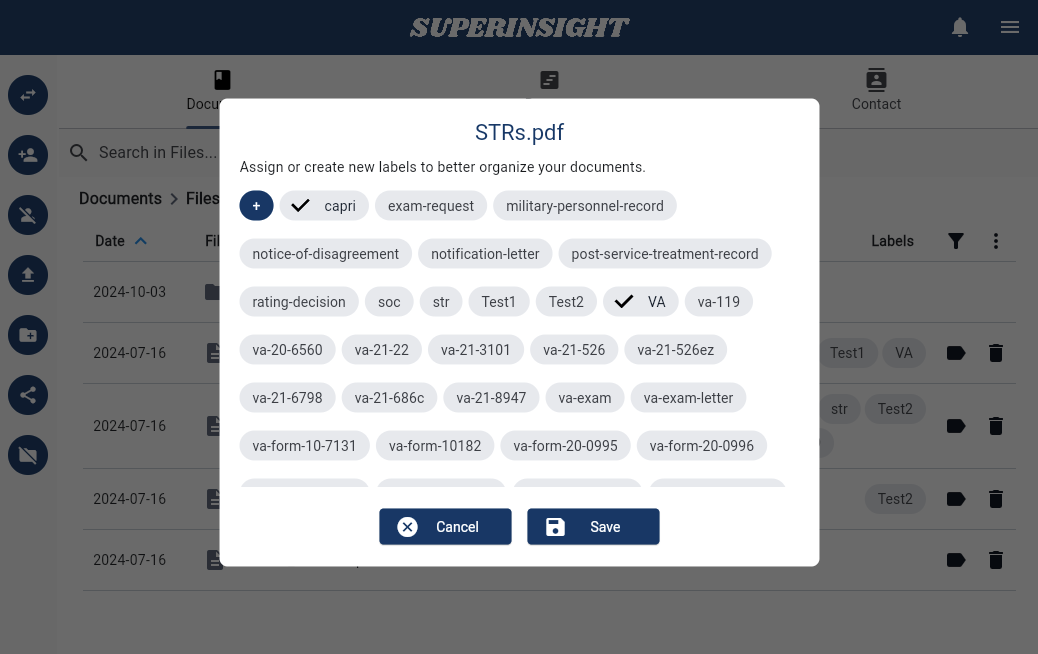 SUPERINSIGHT
Docu
Contact
Search in Files...
Documents > Files
Date
Fil
Labels
2024-10-03
2024-07-16
Test1 VA
2024-07-16
str Test2
2024-07-16
Test2
2024-07-16
STRs.pdf
Assign or create new labels to better organize your documents.
+ capri exam-request military-personnel-record
notice-of-disagreement notification-letter post-service-treatment-record
rating-decision soc str Test1 Test2 VA va-119
va-20-6560 va-21-22 va-21-3101 va-21-526 va-21-526ez
va-21-6798 va-21-686c va-21-8947 va-exam va-exam-letter
va-form-10-7131 va-form-10182 va-form-20-0995 va-form-20-0996
Cancel Save